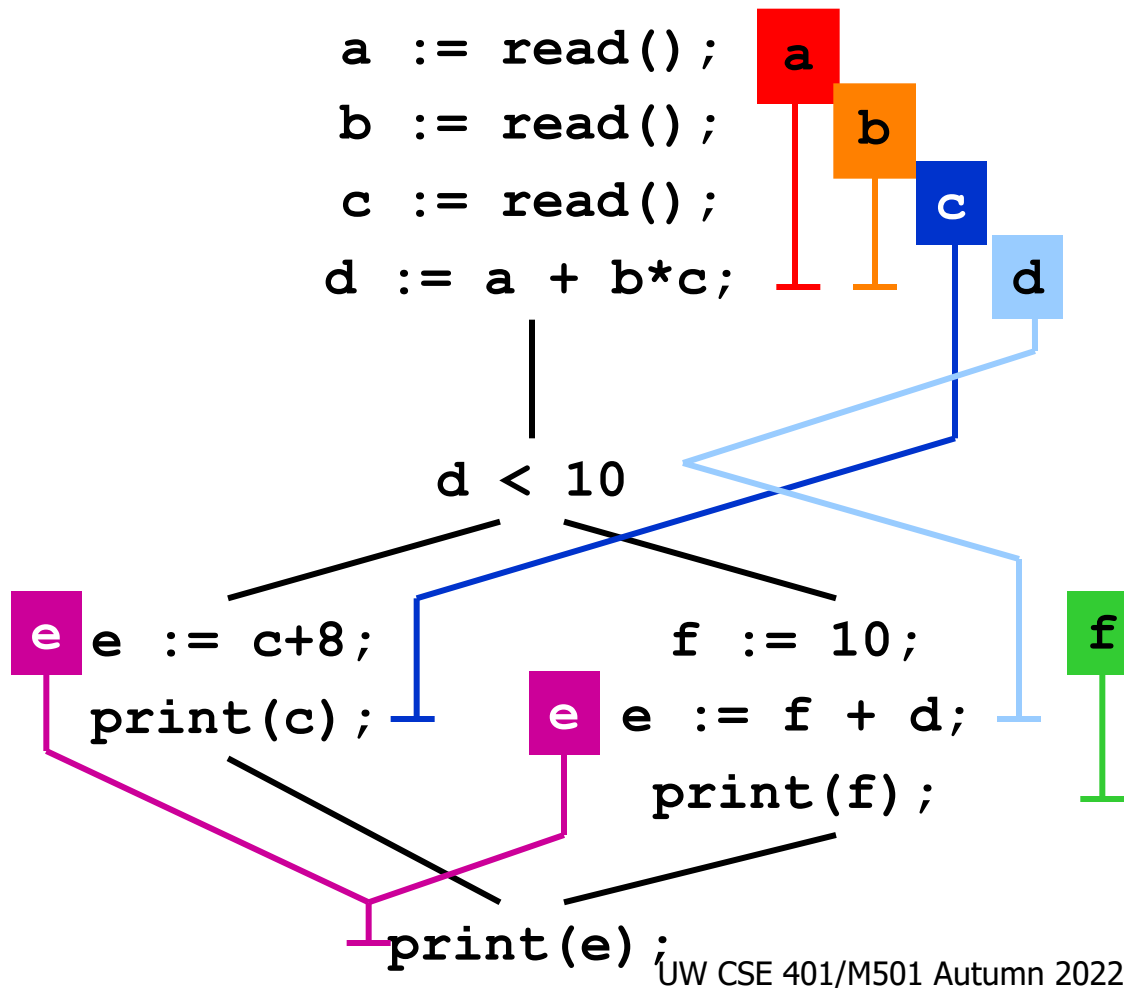 a := read(); a
b := read(); b
c := read(); c
d := a + b*c; d
d < 10
e e := c+8; f := 10; f
print(c); e e := f + d;
print(f);
print(e);
UW CSE 401/M501 Autumn 2022